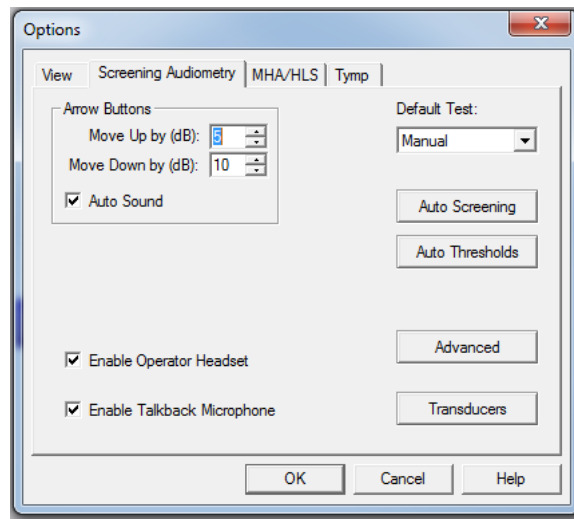 Options
View Screening Audiometry MHA/HLS Tymp
Arrow Buttons
Move Up by (dB): 5
Move Down by (dB): 10
Auto Sound
Default Test:
Manual
Auto Screening
Auto Thresholds
Enable Operator Headset
Advanced
Enable Talkback Microphone
Transducers
OK Cancel Help